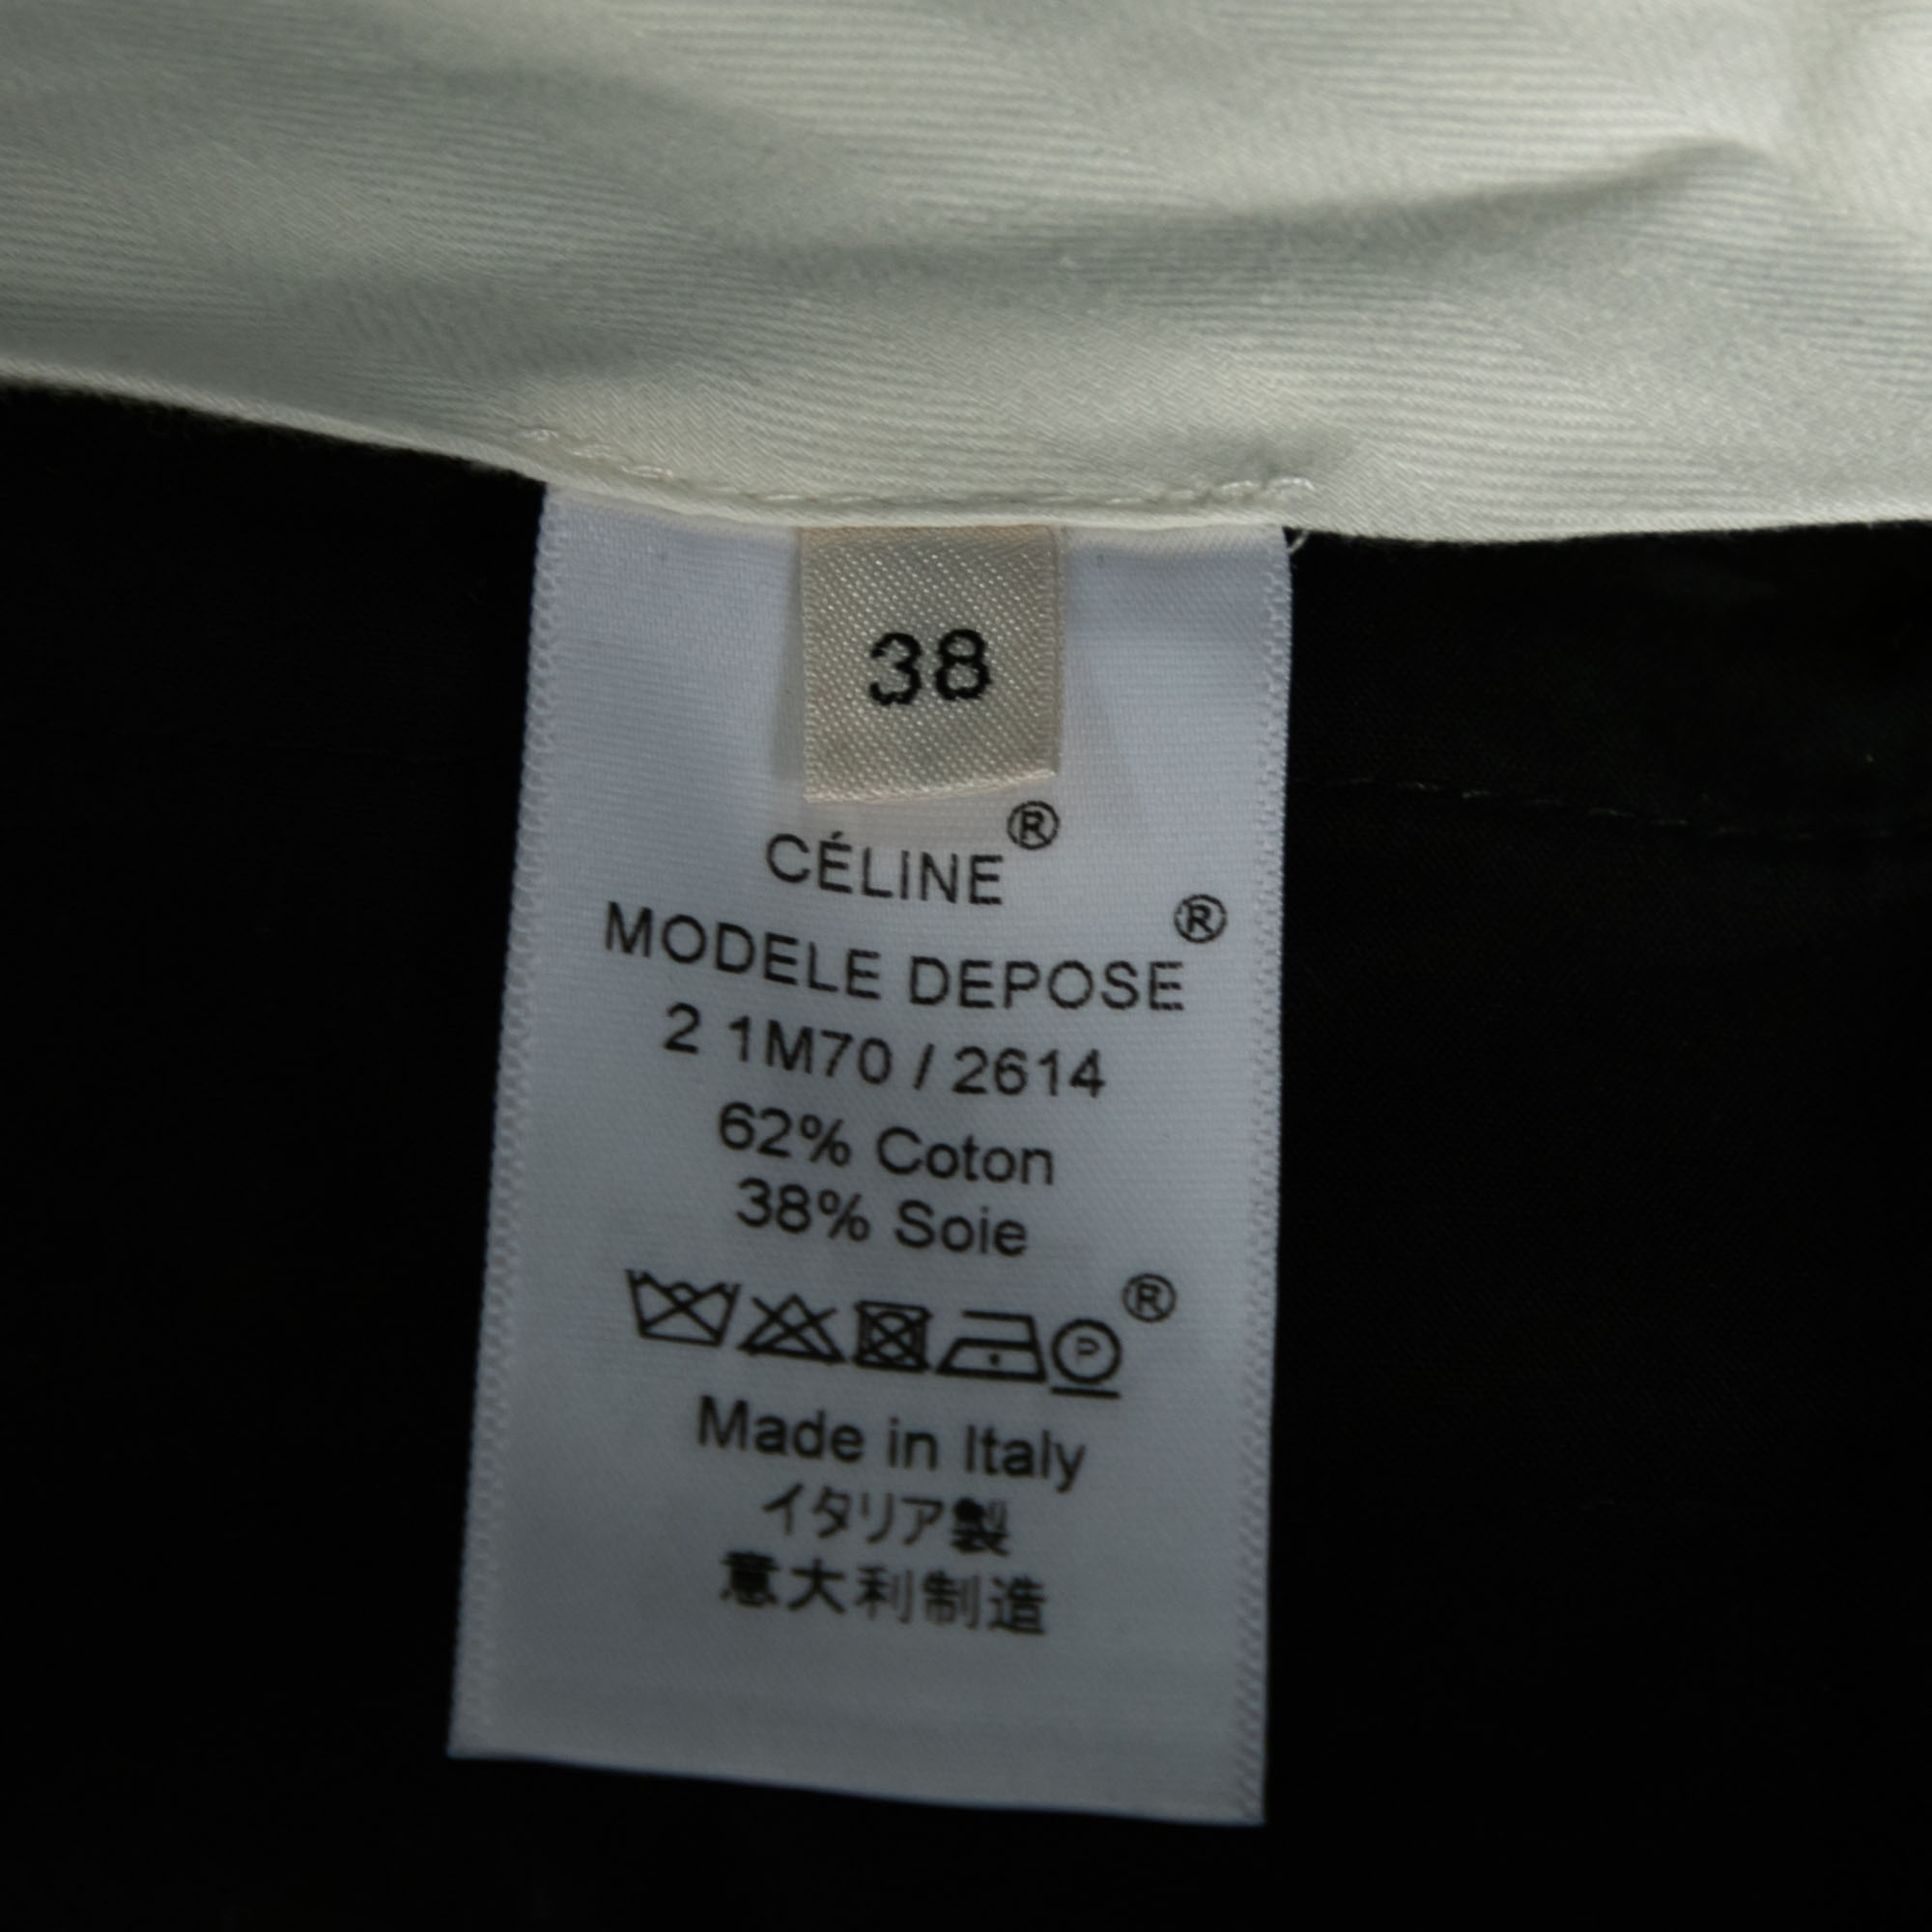 38
CÉLINE®
MODELE DEPOSE®
2 1M70 / 2614
62% Coton
38% Soie
P ®
Made in Italy
イタリア製
意大利制造